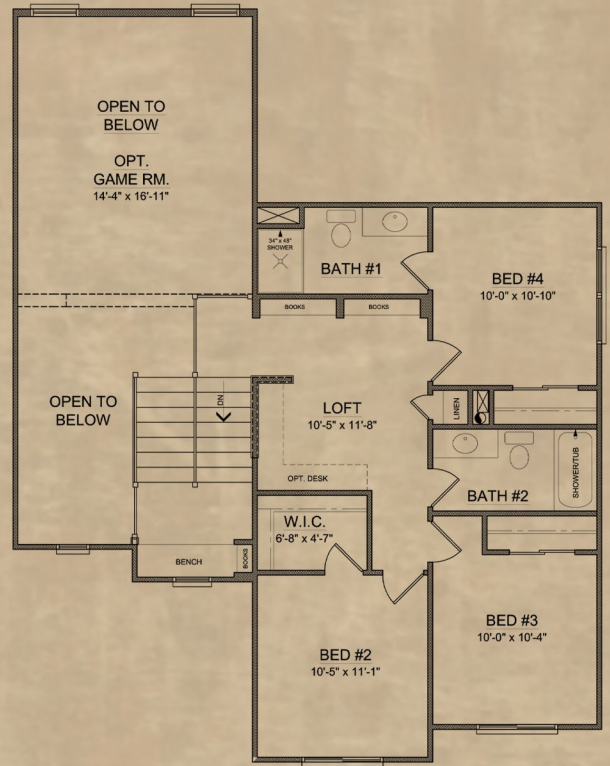 OPEN TO
BELOW
OPT.
GAME RM.
14'-4" x 16'-11"
34" x 48"
SHOWER
BATH #1
BED #4
10'-0" x 10'-10"
BOOKS
BOOKS
OPEN TO
BELOW
DN
LOFT
10'-5" x 11'-8"
LINEN
OPT. DESK
BATH #2
SHOWER/TUB
W.I.C.
6'-8" x 4'-7"
BENCH
BOOKS
BED #2
10'-5" x 11'-1"
BED #3
10'-0" x 10'-4"